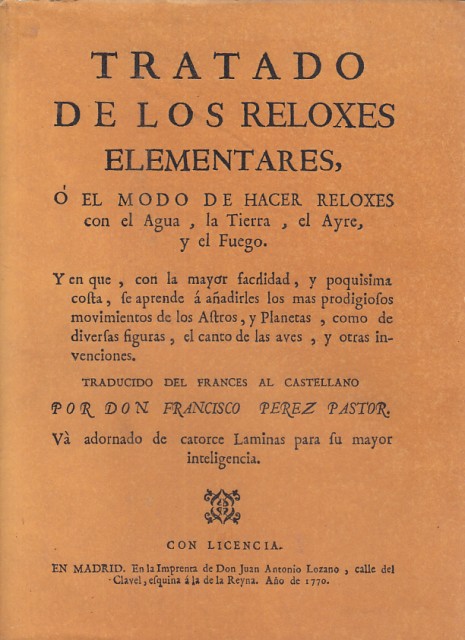 TRATADO
DE LOS RELOXES
ELEMENTARES,
Ó EL MODO DE HACER RELOXES
con el Agua, la Tierra, el Ayre,
y el Fuego.
Y en que, con la mayor facilidad, y poquisima
costa, ſe aprende á añadirles los mas prodigioſos
movimientos de los Aſtros, y Planetas, como de
diverſas figuras, el canto de las aves, y otras in-
venciones.
TRADUCIDO DEL FRANCES AL CASTELLANO
POR DON FRANCISCO PEREZ PASTOR.
Và adornado de catorce Laminas para ſu mayor
inteligencia.
CON LICENCIA.
EN MADRID. En la Imprenta de Don Juan Antonio Lozano, calle del
Clavel, eſquina á la de la Reyna. Año de 1770.